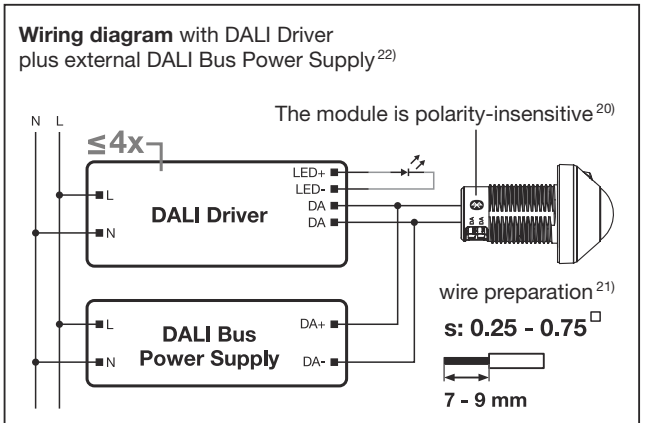 Wiring diagram with DALI Driver
plus external DALI Bus Power Supply 22)
The module is polarity-insensitive 20)
N L
≤4x
LED+
LED-
L
DA
DALI Driver
DA
N
DA DA
wire preparation 21)
s: 0.25 - 0.75□
L
DA+
DALI Bus
Power Supply
N
DA-
7 - 9 mm